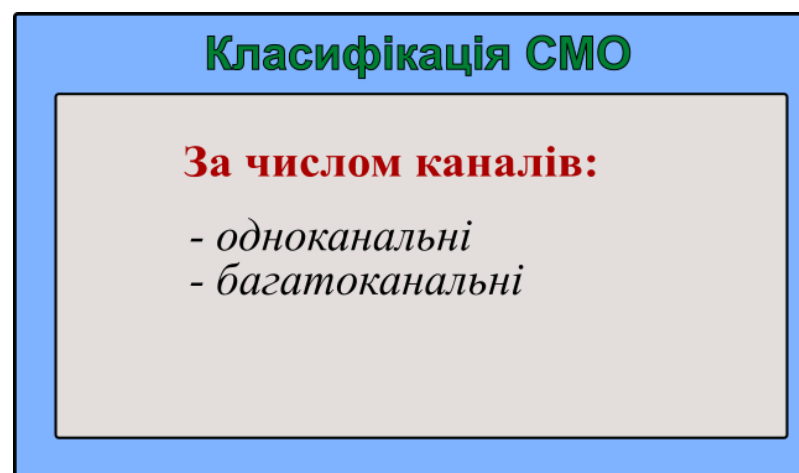 Класифікація СМО
За числом каналів:
- одноканальні
- багатоканальні